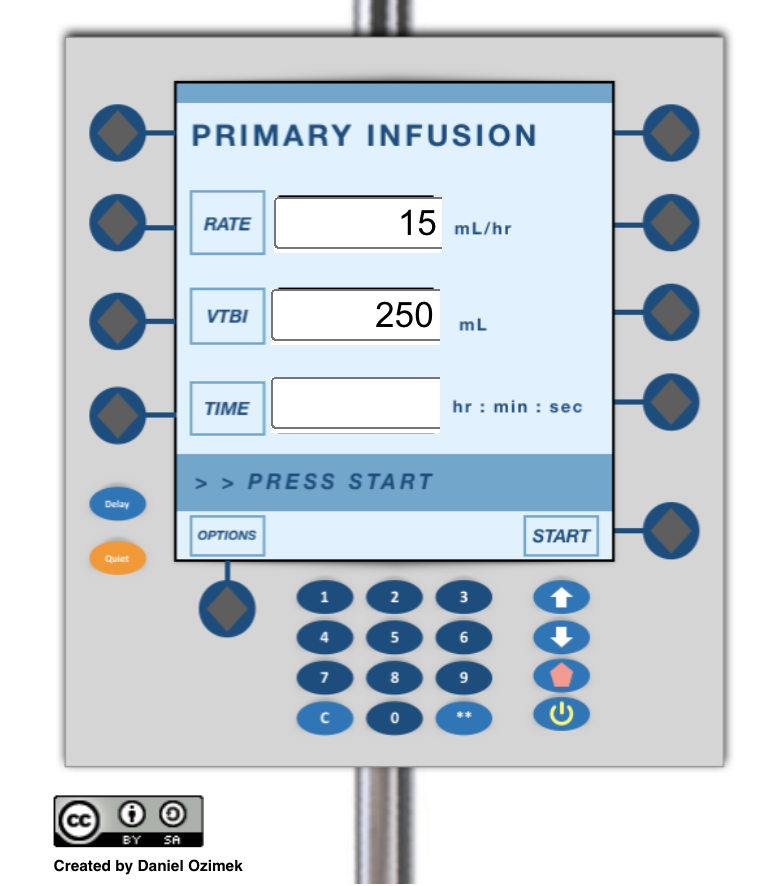 PRIMARY INFUSION
RATE 15 mL/hr
VTBI 250 mL
TIME hr : min : sec
> > PRESS START
OPTIONS START
Delay
Quiet
1 2 3
4 5 6
7 8 9
C 0 **
cc
BY SA
Created by Daniel Ozimek